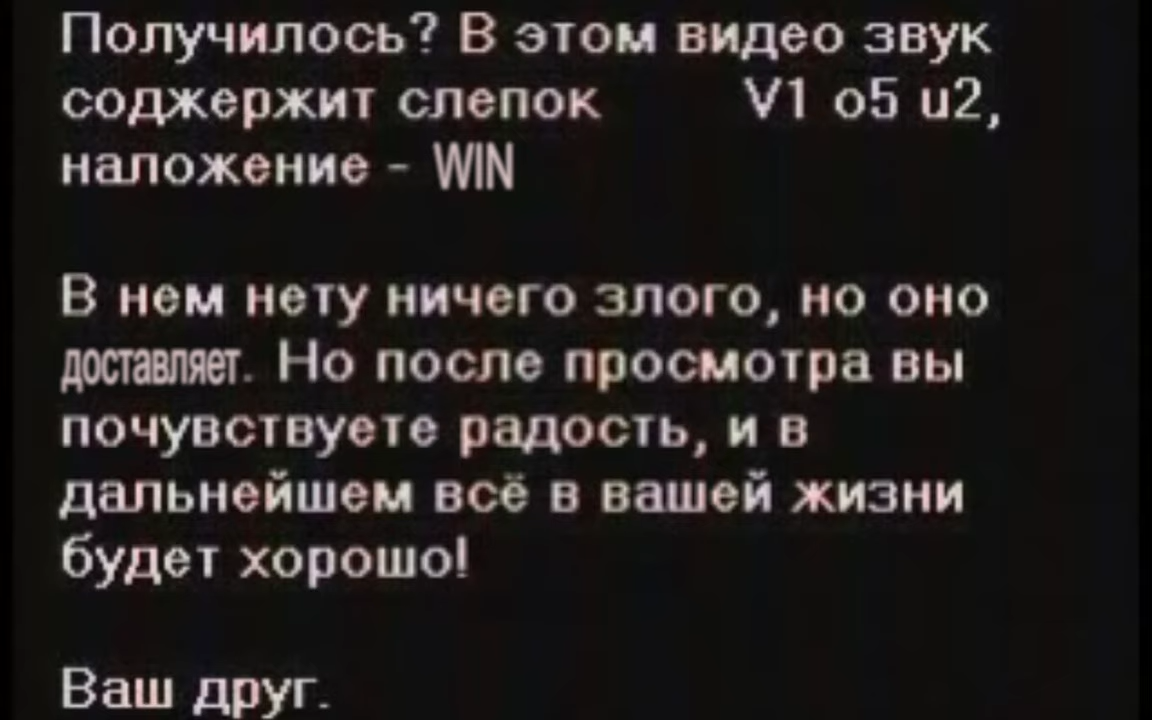 Получилось? В этом видео звук
соджержит слепок V1 o5 u2,
наложение - WIN
В нем нету ничего злого, но оно
доставляет. Но после просмотра вы
почувствуете радость, и в
дальнейшем всё в вашей жизни
будет хорошо!
Ваш друг.